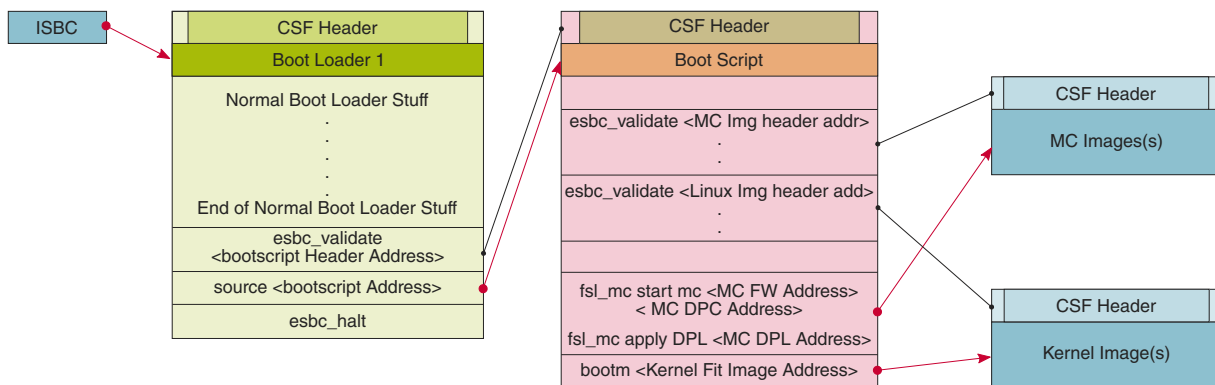 ISBC
CSF Header
Boot Loader 1
Normal Boot Loader Stuff
.
.
.
.
.
End of Normal Boot Loader Stuff
esbc_validate
<bootscript Header Address>
source <bootscript Address>
esbc_halt
CSF Header
Boot Script
esbc_validate <MC Img header addr>
.
.
esbc_validate <Linux Img header add>
.
.
fsl_mc start mc <MC FW Address>
< MC DPC Address>
fsl_mc apply DPL <MC DPL Address>
bootm <Kernel Fit Image Address>
CSF Header
MC Images(s)
CSF Header
Kernel Image(s)